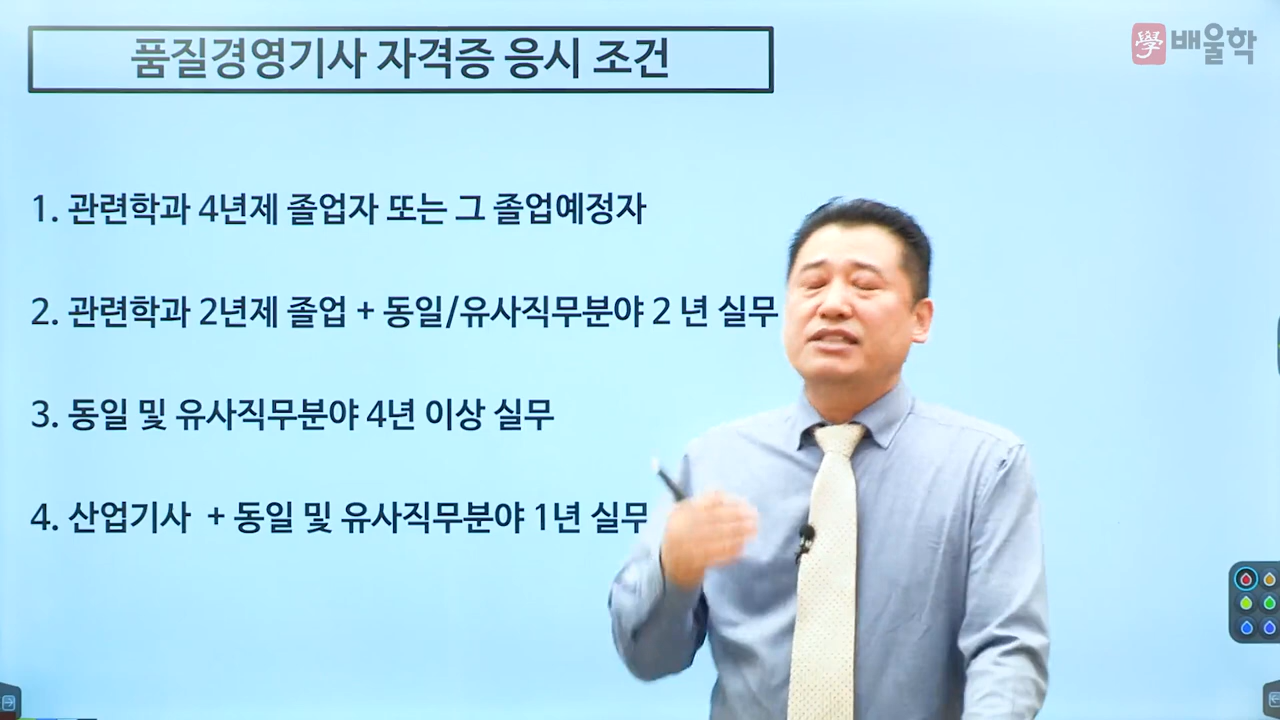 품질경영기사 자격증 응시 조건
學 배울학
1. 관련학과 4년제 졸업자 또는 그 졸업예정자
2. 관련학과 2년제 졸업 + 동일/유사직무분야 2 년 실무
3. 동일 및 유사직무분야 4년 이상 실무
4. 산업기사 + 동일 및 유사직무분야 1년 실무